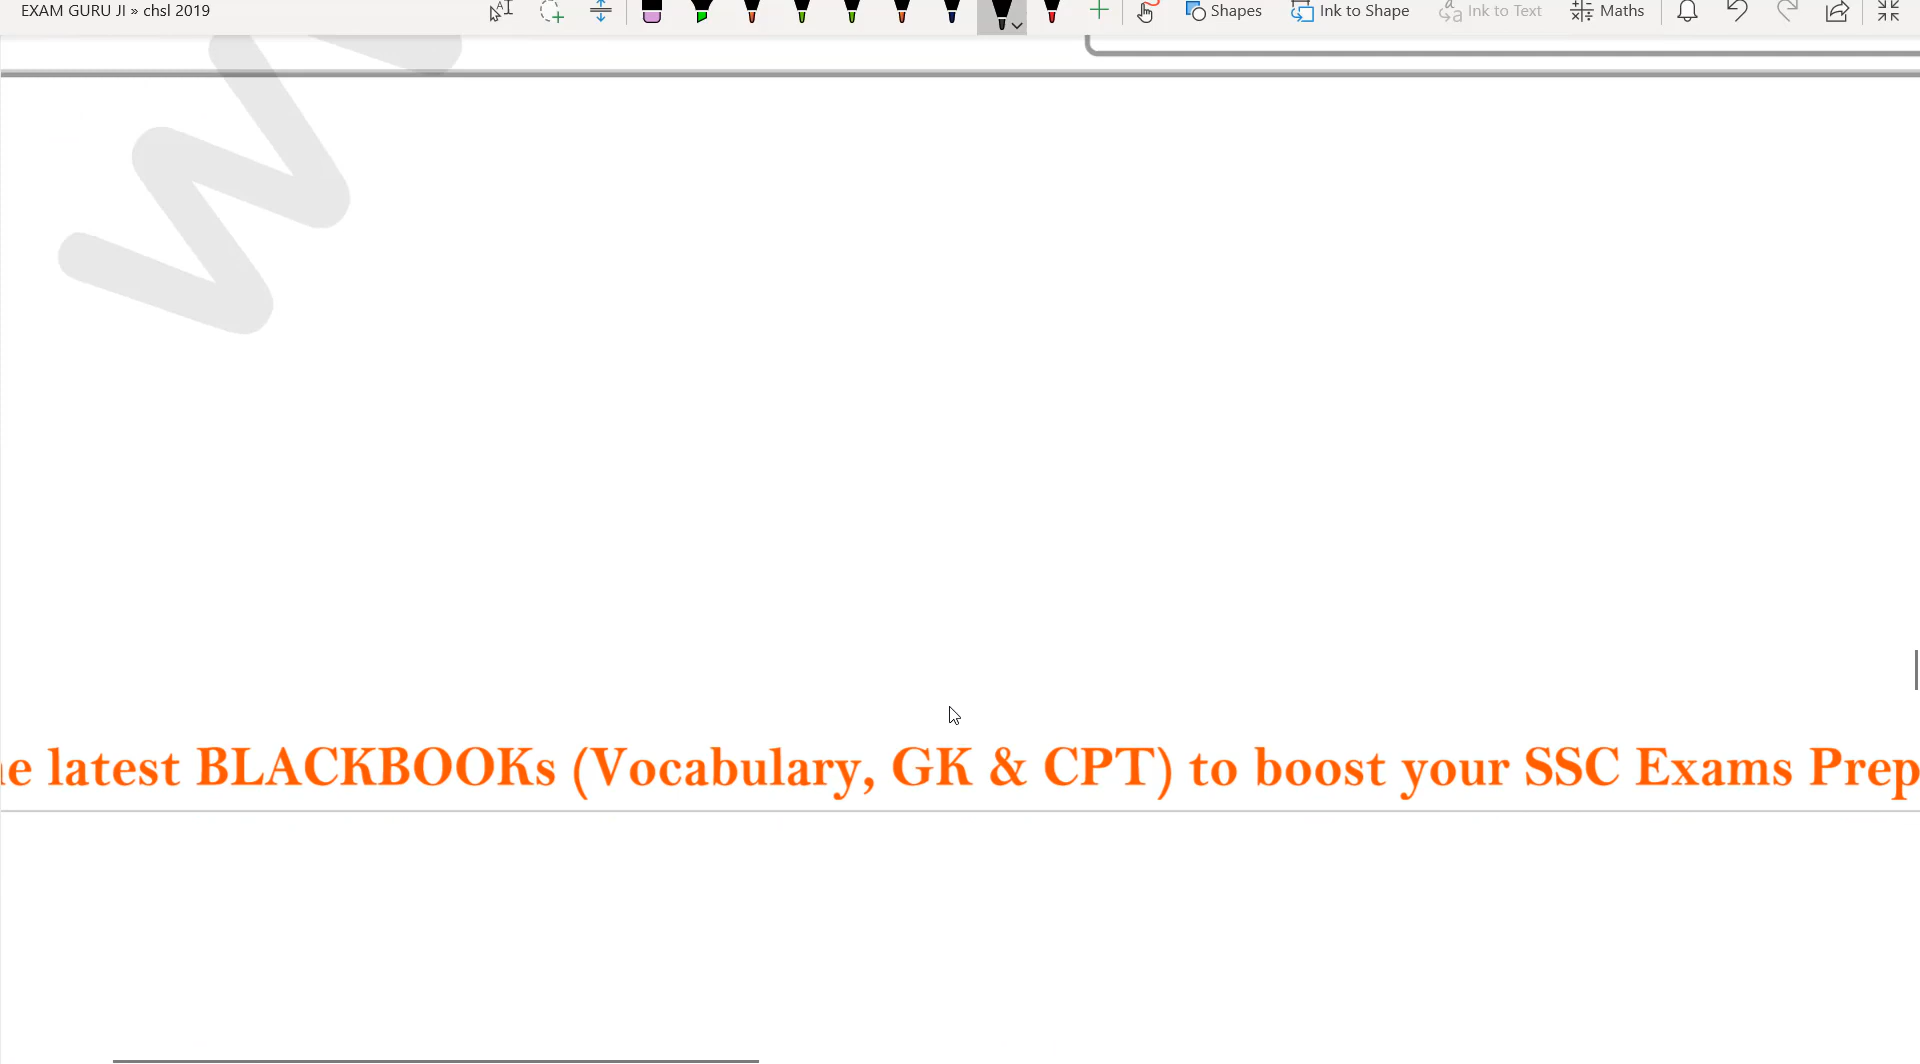 EXAM GURU JI » chsl 2019
Shapes
Ink to Shape
Ink to Text
Maths
latest BLACKBOOKs (Vocabulary, GK & CPT) to boost your SSC Exams Prep